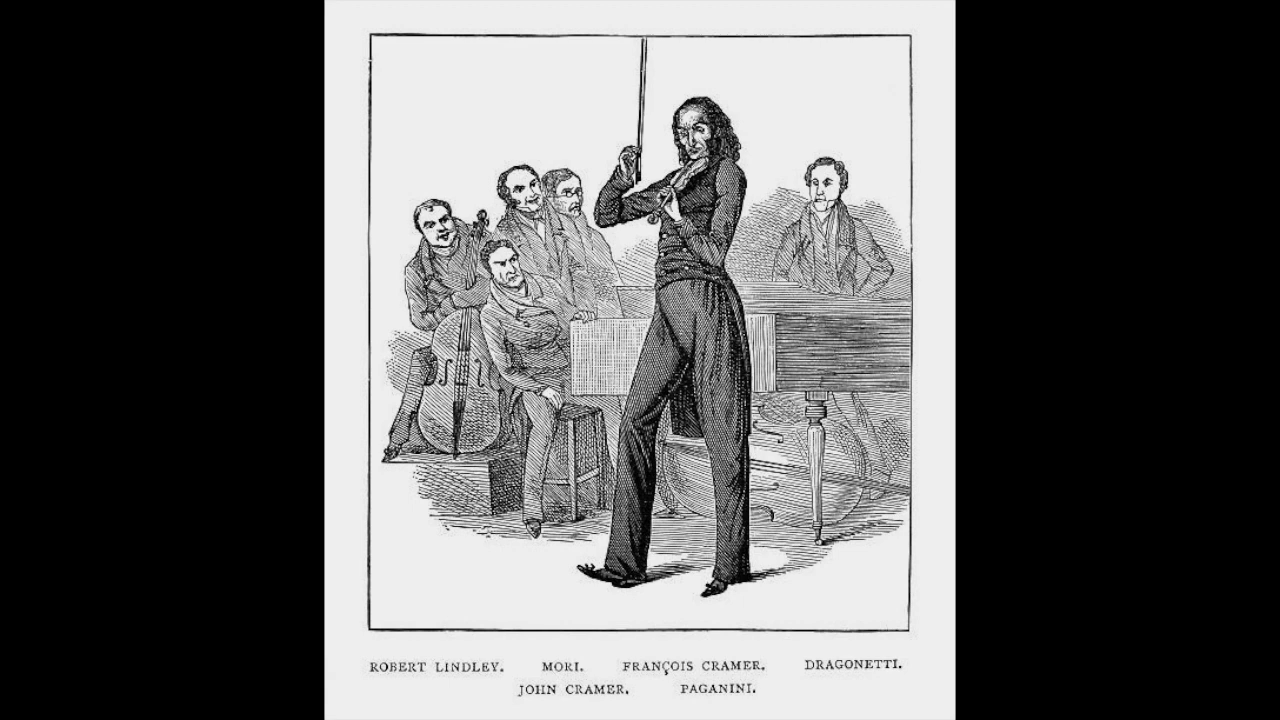 ROBERT LINDLEY. MORI. FRANÇOIS CRAMER. DRAGONETTI.
JOHN CRAMER. PAGANINI.